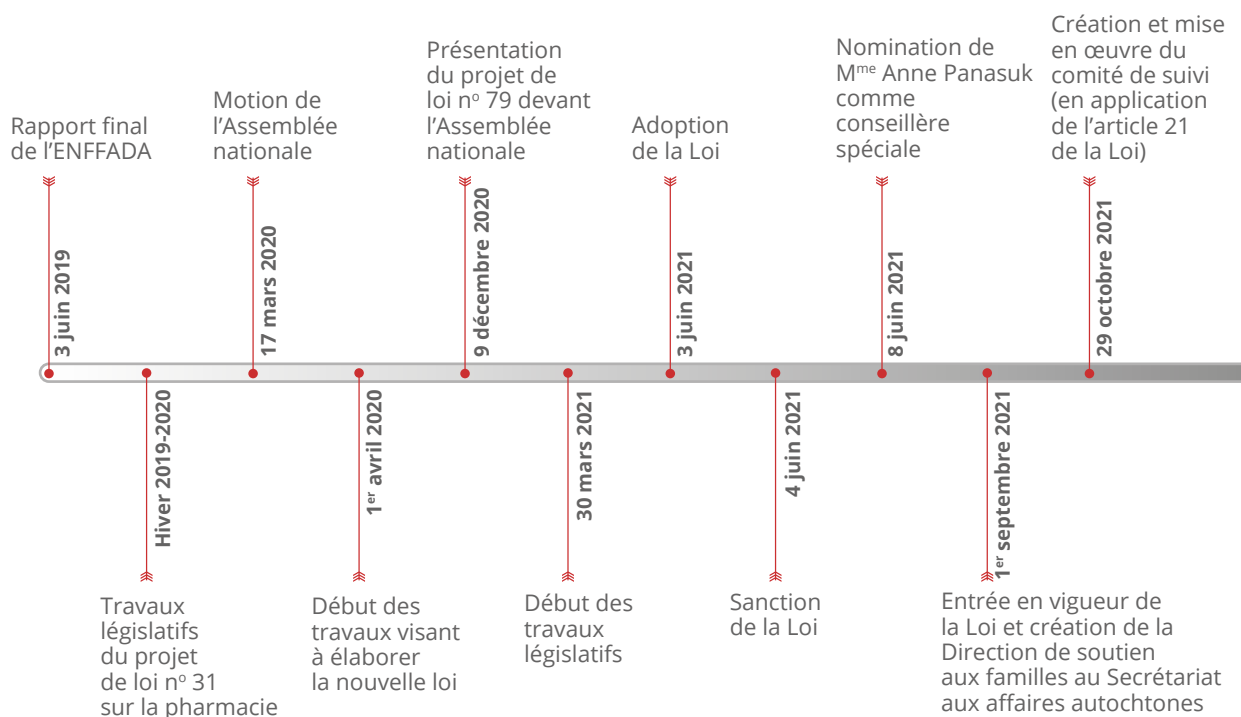 Rapport final
de l'ENFFADA
3 juin 2019
Hiver 2019-2020
Travaux
législatifs
du projet
de loi nº 31
sur la pharmacie
Motion de
l'Assemblée
nationale
17 mars 2020
1er avril 2020
Début des
travaux visant
à élaborer
la nouvelle loi
Présentation
du projet de
loi nº 79 devant
l'Assemblée
nationale
9 décembre 2020
30 mars 2021
Début des
travaux
législatifs
Adoption
de la Loi
3 juin 2021
4 juin 2021
Sanction
de la Loi
Nomination de
Mme Anne Panasuk
comme
conseillère
spéciale
8 juin 2021
1er septembre 2021
Entrée en vigueur de
la Loi et création de la
Direction de soutien
aux familles au Secrétariat
aux affaires autochtones
Création et mise
en œuvre du
comité de suivi
(en application
de l'article 21
de la Loi)
29 octobre 2021